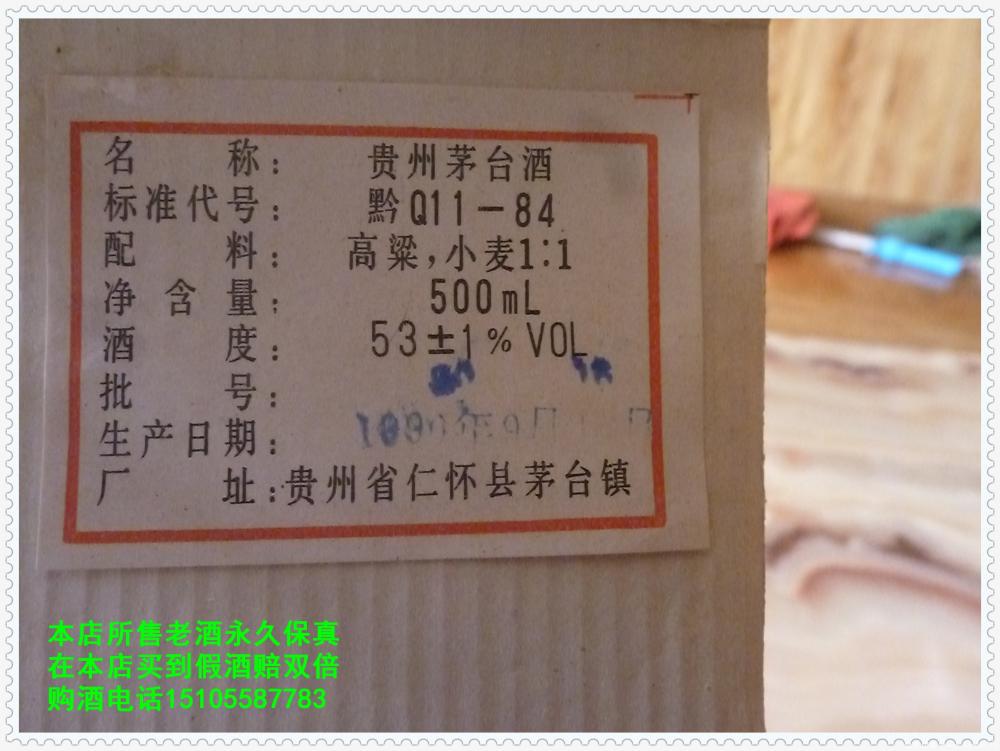 名 称: 贵州茅台酒
标准代号: 黔Q11-84
配 料: 高粱,小麦1:1
净 含 量: 500mL
酒 度: 53±1% VOL
批 号:
生产日期: 年 月
厂 址:贵州省仁怀县茅台镇
本店所售老酒永久保真
在本店买到假酒赔双倍
购酒电话15105587783